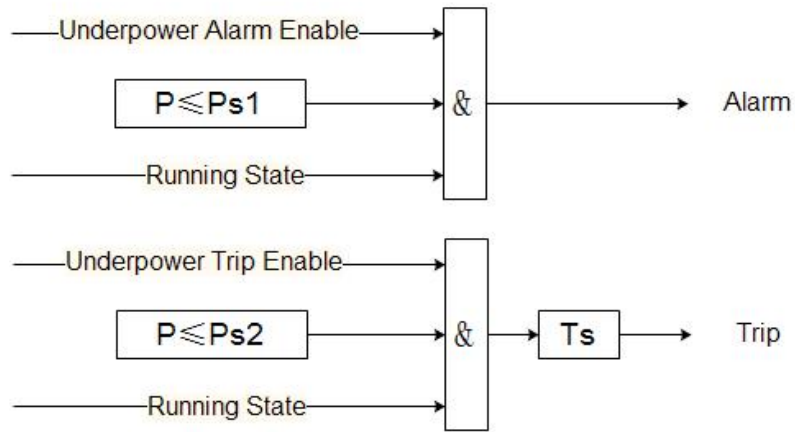 Underpower Alarm Enable
P≤Ps1
&
Alarm
Running State
Underpower Trip Enable
P≤Ps2
&
Ts
Trip
Running State